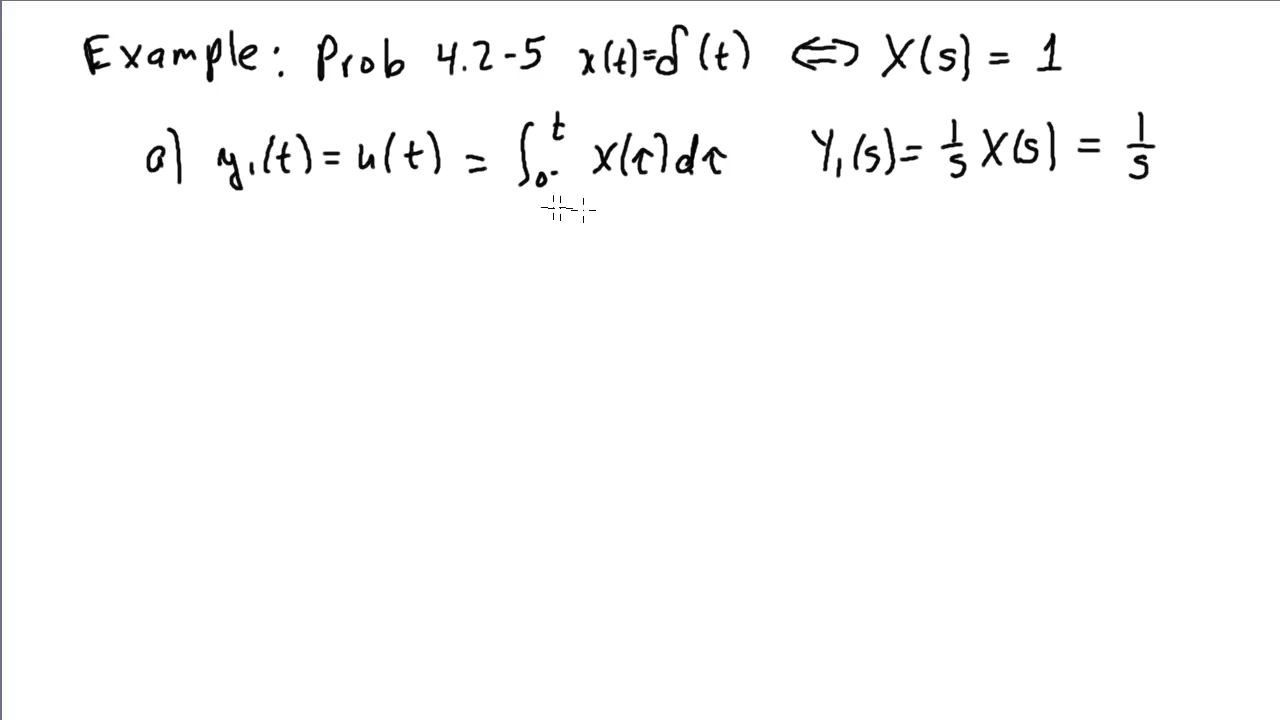 Example: Prob 4.2-5 x(t)=δ(t) ⇔ X(s) = 1
a) y₁(t) = u(t) = ∫₀-ᵗ x(τ)dτ Y₁(s) = 1/s X(s) = 1/s